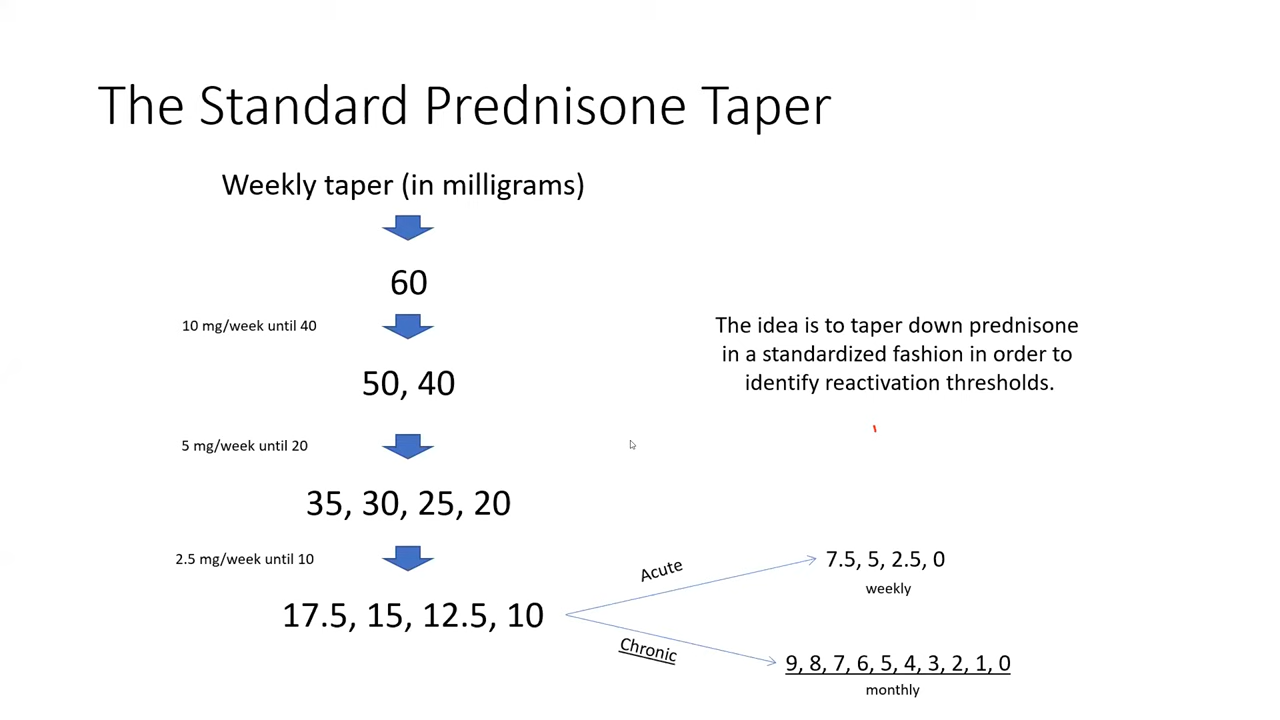 The Standard Prednisone Taper
Weekly taper (in milligrams)
60
10 mg/week until 40
50, 40
The idea is to taper down prednisone
in a standardized fashion in order to
identify reactivation thresholds.
5 mg/week until 20
35, 30, 25, 20
2.5 mg/week until 10
17.5, 15, 12.5, 10
Acute
7.5, 5, 2.5, 0
weekly
Chronic
9, 8, 7, 6, 5, 4, 3, 2, 1, 0
monthly